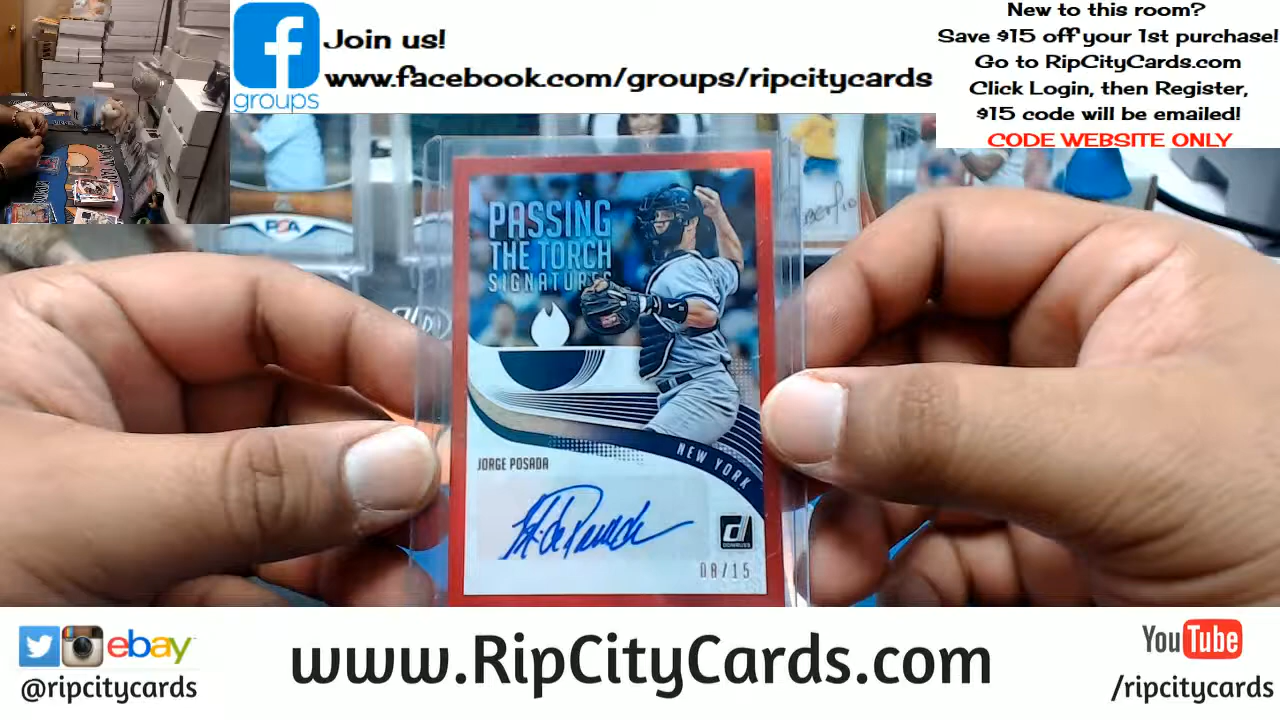 Join us!
www.facebook.com/groups/ripcitycards
groups
New to this room?
Save $15 off your 1st purchase!
Go to RipCityCards.com
Click Login, then Register,
$15 code will be emailed!
CODE WEBSITE ONLY
PSA
PASSING
THE TORCH
SIGNATURES
NEW YORK
JORGE POSADA
DONRUSS
08/15
ebay
@ripcitycards
www.RipCityCards.com
YouTube
/ripcitycards